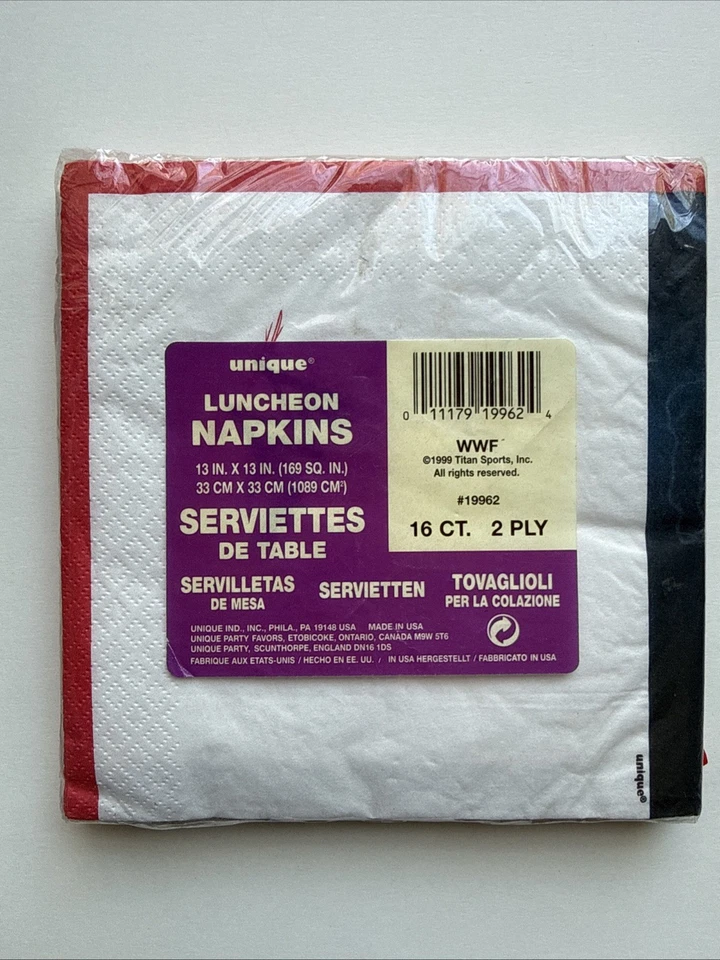 unique®
LUNCHEON
NAPKINS
13 IN. X 13 IN. (169 SQ. IN.)
33 CM X 33 CM (1089 CM²)
SERVIETTES
DE TABLE
SERVILLETAS
DE MESA
SERVIETTEN
TOVAGLIOLI
PER LA COLAZIONE
UNIQUE IND., INC., PHILA., PA 19148 USA MADE IN USA
UNIQUE PARTY FAVORS, ETOBICOKE, ONTARIO, CANADA M9W 5T6
UNIQUE PARTY, SCUNTHORPE, ENGLAND DN16 1DS
FABRIQUE AUX ETATS-UNIS / HECHO EN EE. UU. / IN USA HERGESTELLT / FABBRICATO IN USA
0 11179 19962 4
WWF
©1999 Titan Sports, Inc.
All rights reserved.
#19962
16 CT. 2 PLY
unique®